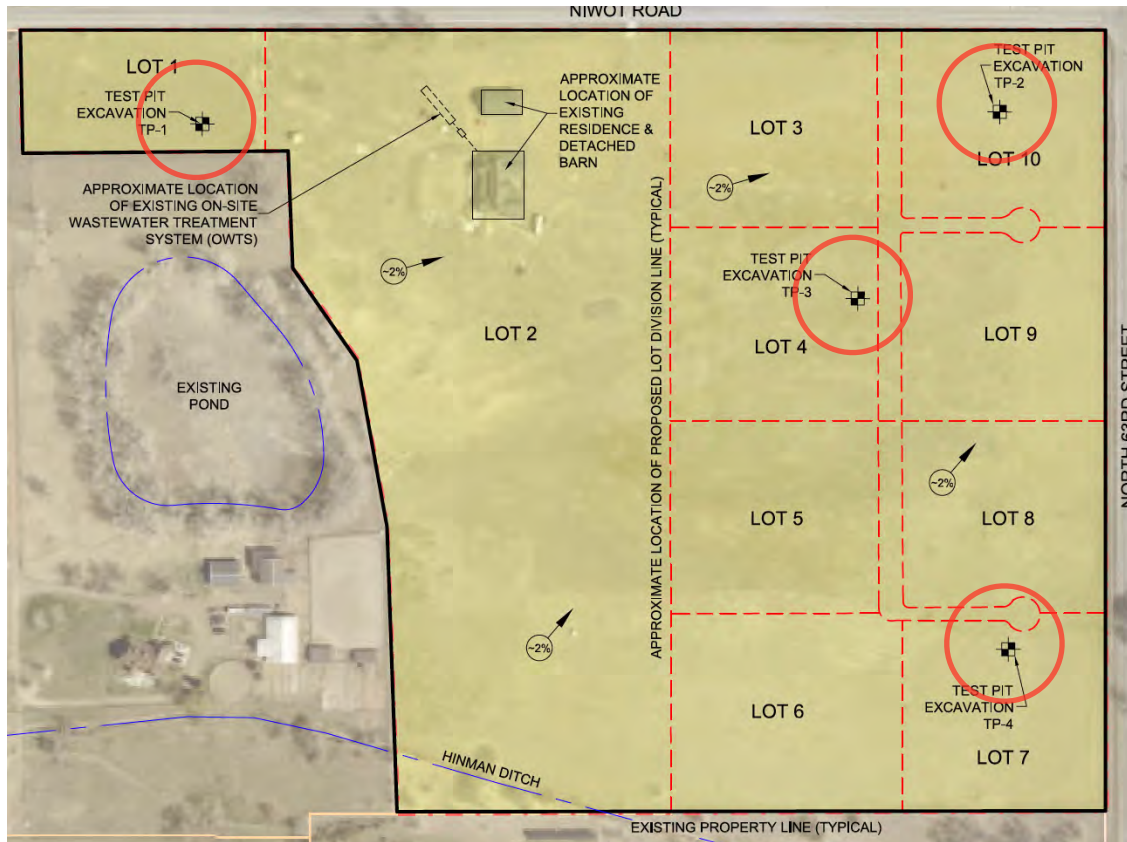 NIWOT ROAD
LOT 1
TEST PIT
EXCAVATION
TP-1
APPROXIMATE
LOCATION OF
EXISTING
RESIDENCE &
DETACHED
BARN
LOT 3
TEST PIT
EXCAVATION
TP-2
LOT 10
APPROXIMATE LOCATION
OF EXISTING ON-SITE
WASTEWATER TREATMENT
SYSTEM (OWTS)
~2%
~2%
TEST PIT
EXCAVATION
TP-3
LOT 2
LOT 4
LOT 9
EXISTING
POND
APPROXIMATE LOCATION OF PROPOSED LOT DIVISION LINE (TYPICAL)
NORTH 63RD STREET
~2%
LOT 5
LOT 8
~2%
LOT 6
TEST PIT
EXCAVATION
TP-4
LOT 7
HINMAN DITCH
EXISTING PROPERTY LINE (TYPICAL)